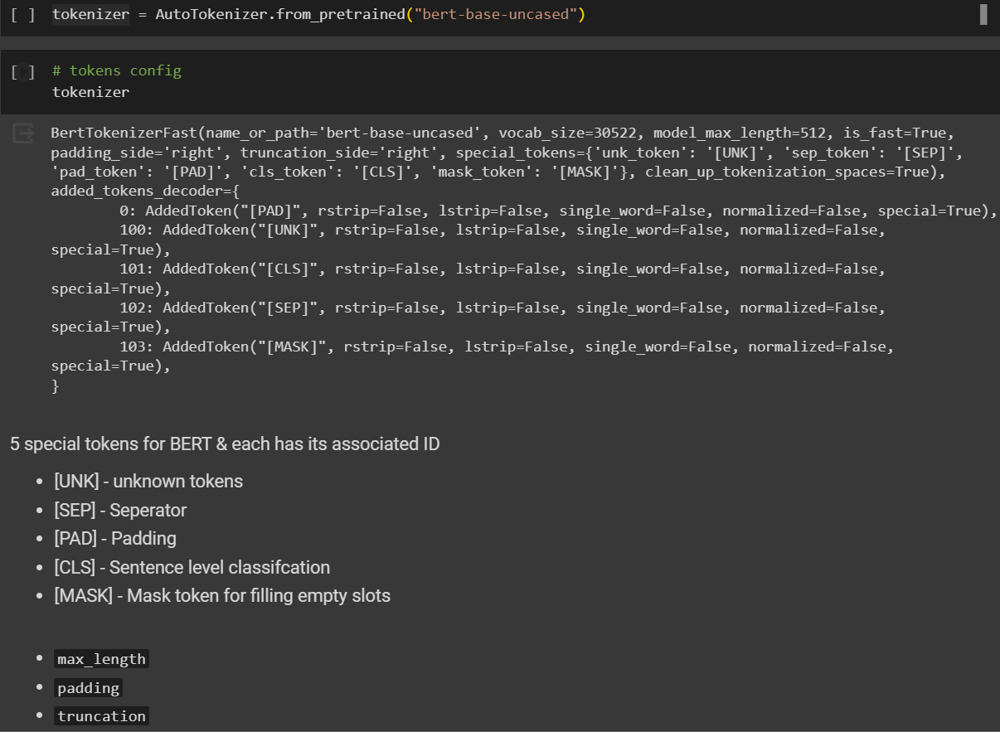 [ ] tokenizer = AutoTokenizer.from_pretrained("bert-base-uncased")
[ ] # tokens config
tokenizer
BertTokenizerFast(name_or_path='bert-base-uncased', vocab_size=30522, model_max_length=512, is_fast=True,
padding_side='right', truncation_side='right', special_tokens={'unk_token': '[UNK]', 'sep_token': '[SEP]',
'pad_token': '[PAD]', 'cls_token': '[CLS]', 'mask_token': '[MASK]'}, clean_up_tokenization_spaces=True),
added_tokens_decoder={
0: AddedToken("[PAD]", rstrip=False, lstrip=False, single_word=False, normalized=False, special=True),
100: AddedToken("[UNK]", rstrip=False, lstrip=False, single_word=False, normalized=False,
special=True),
101: AddedToken("[CLS]", rstrip=False, lstrip=False, single_word=False, normalized=False,
special=True),
102: AddedToken("[SEP]", rstrip=False, lstrip=False, single_word=False, normalized=False,
special=True),
103: AddedToken("[MASK]", rstrip=False, lstrip=False, single_word=False, normalized=False,
special=True),
}
5 special tokens for BERT & each has its associated ID
• [UNK] - unknown tokens
• [SEP] - Seperator
• [PAD] - Padding
• [CLS] - Sentence level classifcation
• [MASK] - Mask token for filling empty slots
• max_length
• padding
• truncation